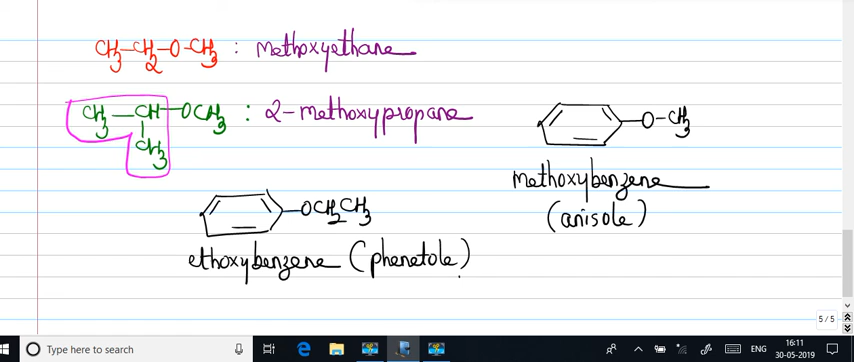 CH3-CH2-O-CH3 : methoxyethane
CH3-CH-OCH3 : 2-methoxypropane
CH3
O-CH3
methoxybenzene
(anisole)
OCH2CH3
ethoxybenzene (phenetole)
5/5
Type here to search
ENG
16:11
30-05-2019